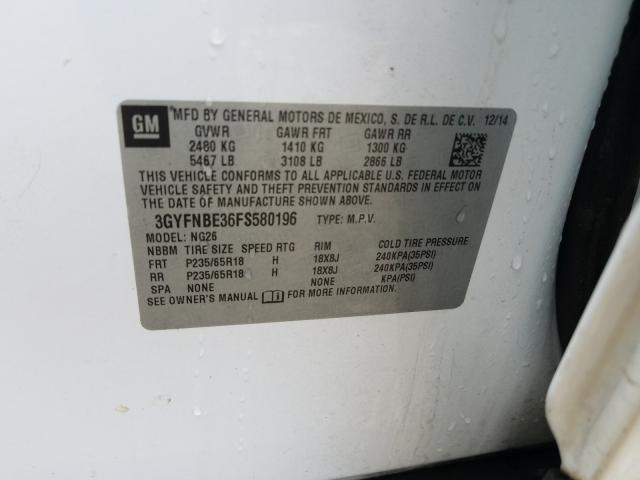 GM
MFD BY GENERAL MOTORS DE MEXICO, S. DE R.L. DE C.V. 12/14
GVWR GAWR FRT GAWR RR
2480 KG 1410 KG 1300 KG
5467 LB 3108 LB 2866 LB
THIS VEHICLE CONFORMS TO ALL APPLICABLE U.S. FEDERAL MOTOR
VEHICLE SAFETY AND THEFT PREVENTION STANDARDS IN EFFECT ON
THE DATE OF MANUFACTURE SHOWN ABOVE.
3GYFNBE36FS580196 TYPE: M.P.V.
MODEL: NG26
NBBM TIRE SIZE SPEED RTG RIM COLD TIRE PRESSURE
FRT P235/65R18 H 18X8J 240KPA(35PSI)
RR P235/65R18 H 18X8J 240KPA(35PSI)
SPA NONE NONE KPA(PSI)
SEE OWNER'S MANUAL i FOR MORE INFORMATION.